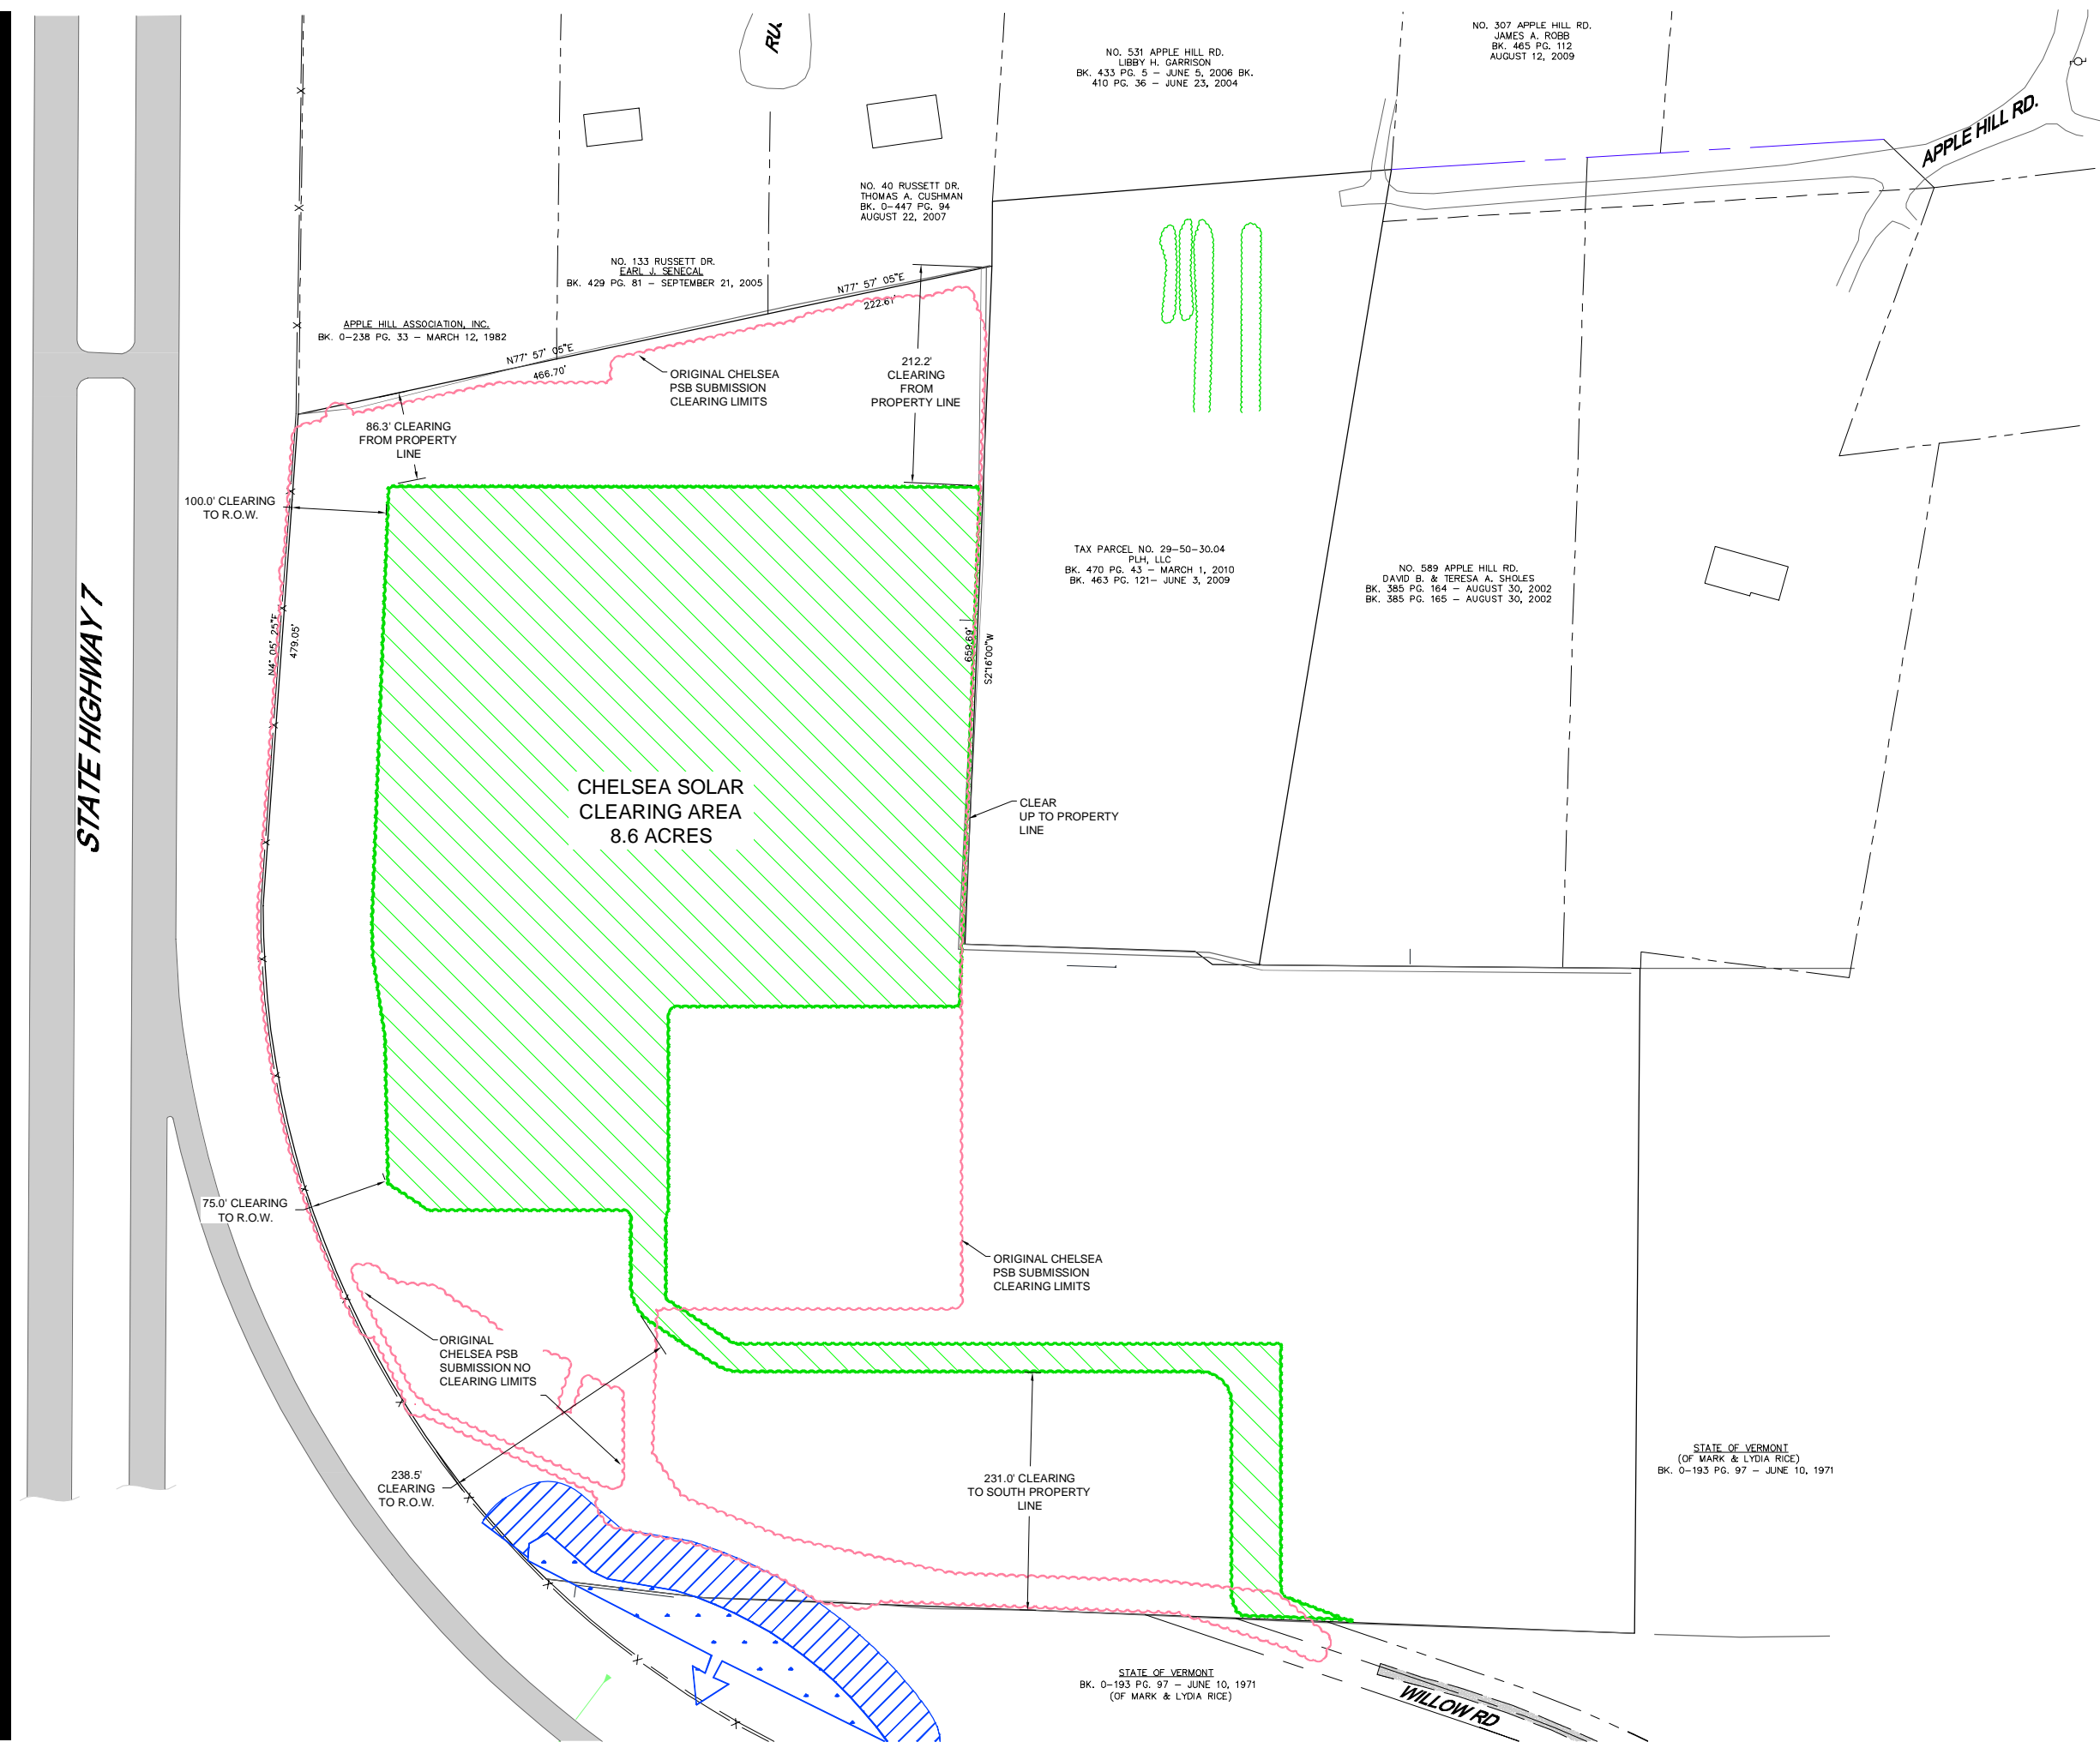 RU.
NO. 531 APPLE HILL RD.
LIBBY H. GARRISON
BK. 433 PG. 5 – JUNE 5, 2006 BK.
410 PG. 36 – JUNE 23, 2004
NO. 307 APPLE HILL RD.
JAMES A. ROBB
BK. 465 PG. 112
AUGUST 12, 2009
APPLE HILL RD.
NO. 40 RUSSETT DR.
THOMAS A. CUSHMAN
BK. 0–447 PG. 94
AUGUST 22, 2007
NO. 133 RUSSETT DR.
EARL J. SENECAL
BK. 429 PG. 81 – SEPTEMBER 21, 2005
N77° 57' 05"E
222.61'
APPLE HILL ASSOCIATION, INC.
BK. 0–238 PG. 33 – MARCH 12, 1982
N77° 57' 05"E
466.70'
ORIGINAL CHELSEA
PSB SUBMISSION
CLEARING LIMITS
212.2'
CLEARING
FROM
PROPERTY LINE
86.3' CLEARING
FROM PROPERTY
LINE
100.0' CLEARING
TO R.O.W.
STATE HIGHWAY 7
N4° 05' 25"E
479.05'
659.69'
S2°16'00"W
TAX PARCEL NO. 29–50–30.04
PLH, LLC
BK. 470 PG. 43 – MARCH 1, 2010
BK. 463 PG. 121– JUNE 3, 2009
NO. 589 APPLE HILL RD.
DAVID B. & TERESA A. SHOLES
BK. 385 PG. 164 – AUGUST 30, 2002
BK. 385 PG. 165 – AUGUST 30, 2002
CHELSEA SOLAR
CLEARING AREA
8.6 ACRES
CLEAR
UP TO PROPERTY
LINE
75.0' CLEARING
TO R.O.W.
ORIGINAL CHELSEA
PSB SUBMISSION
CLEARING LIMITS
ORIGINAL
CHELSEA PSB
SUBMISSION NO
CLEARING LIMITS
238.5'
CLEARING
TO R.O.W.
231.0' CLEARING
TO SOUTH PROPERTY
LINE
STATE OF VERMONT
(OF MARK & LYDIA RICE)
BK. 0–193 PG. 97 – JUNE 10, 1971
STATE OF VERMONT
BK. 0–193 PG. 97 – JUNE 10, 1971
(OF MARK & LYDIA RICE)
WILLOW RD